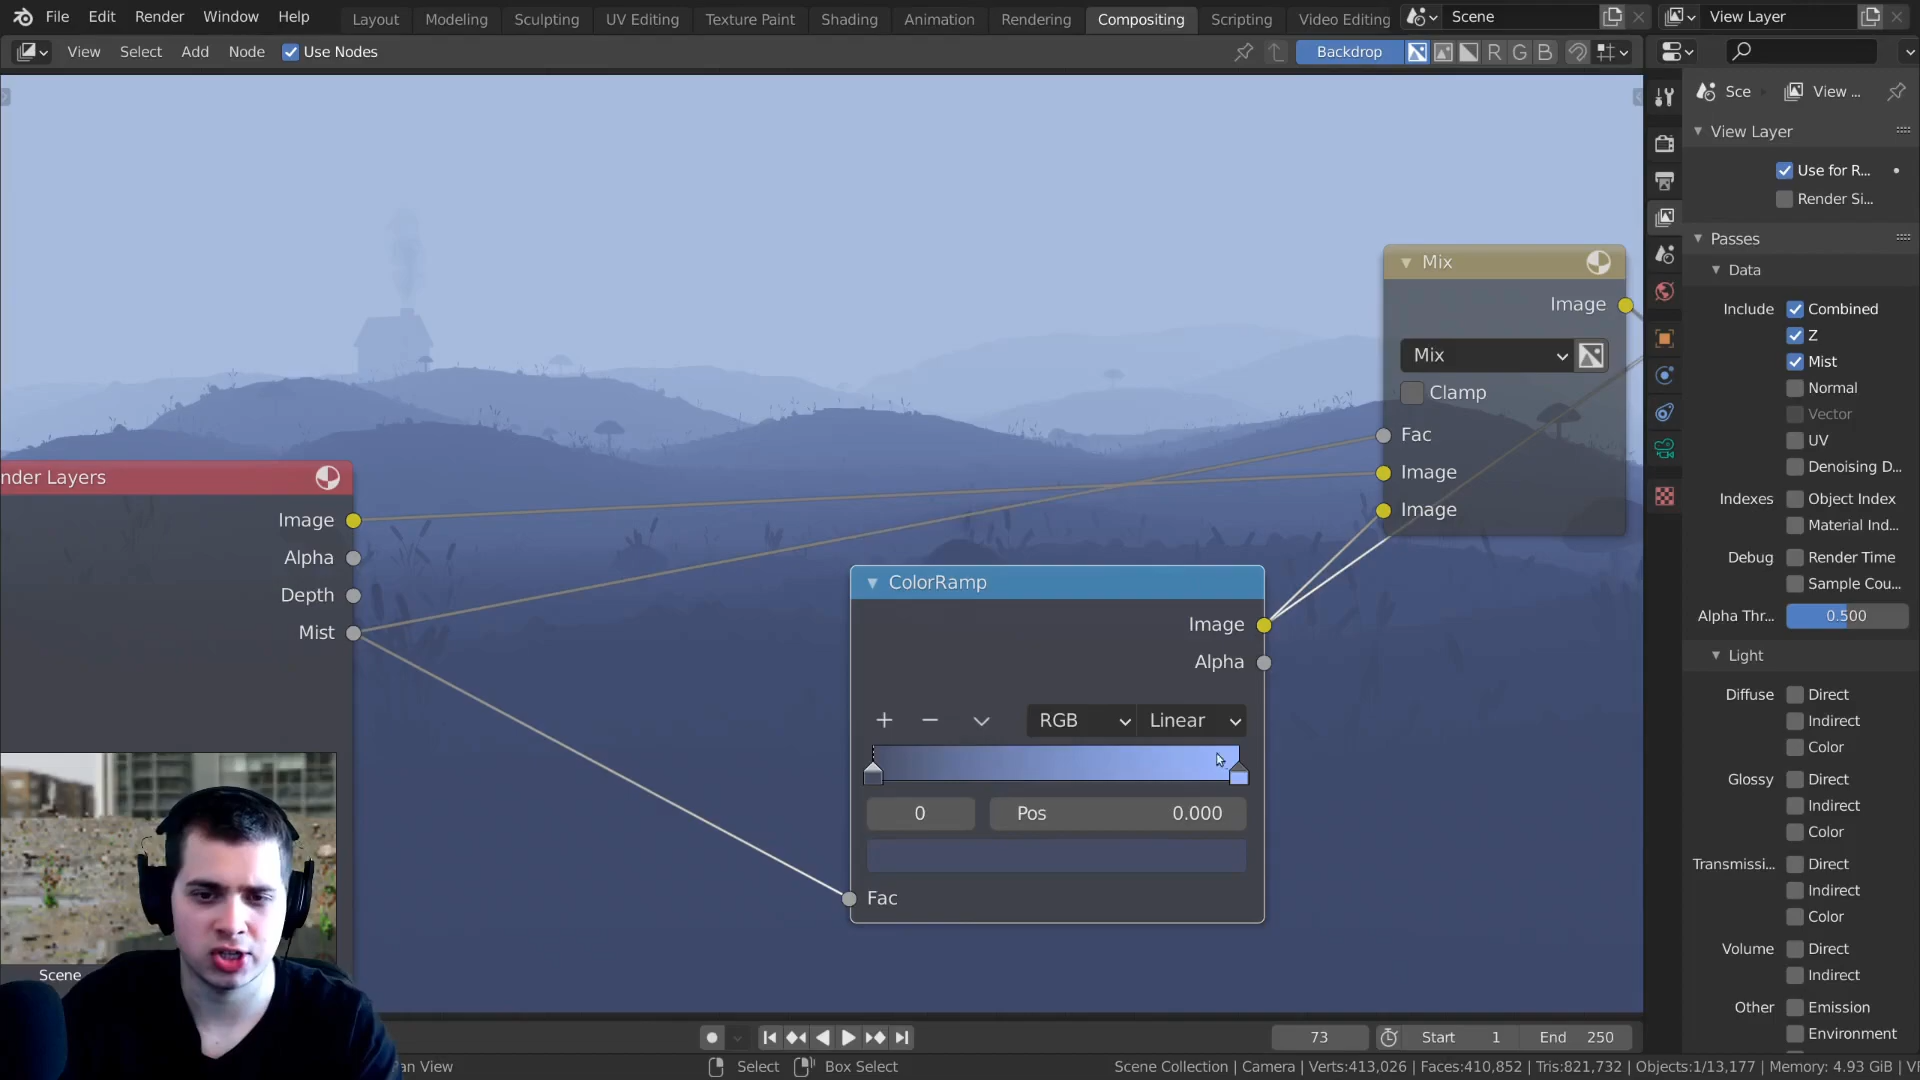 File Edit Render Window Help Layout Modeling Sculpting UV Editing Texture Paint Shading Animation Rendering Compositing Scripting Video Editing Scene View Layer
View Select Add Node Use Nodes Backdrop R G B
Sce View ...
View Layer
Use for R...
Render Si...
Passes
Data
Include Combined
Z
Mist
Normal
Vector
UV
Denoising D...
Indexes Object Index
Material Ind...
Debug Render Time
Sample Cou...
Alpha Thr... 0.500
Light
Diffuse Direct
Indirect
Color
Glossy Direct
Indirect
Color
Transmissi... Direct
Indirect
Color
Volume Direct
Indirect
Other Emission
Environment
Mix
Image
Mix
Clamp
Fac
Image
Image
nder Layers
Image
Alpha
Depth
Mist
Scene
ColorRamp
Image
Alpha
RGB Linear
0 Pos 0.000
Fac
73 Start 1 End 250
an View Select Box Select Scene Collection | Camera | Verts:413,026 | Faces:410,852 | Tris:821,732 | Objects:1/13,177 | Memory: 4.93 GiB